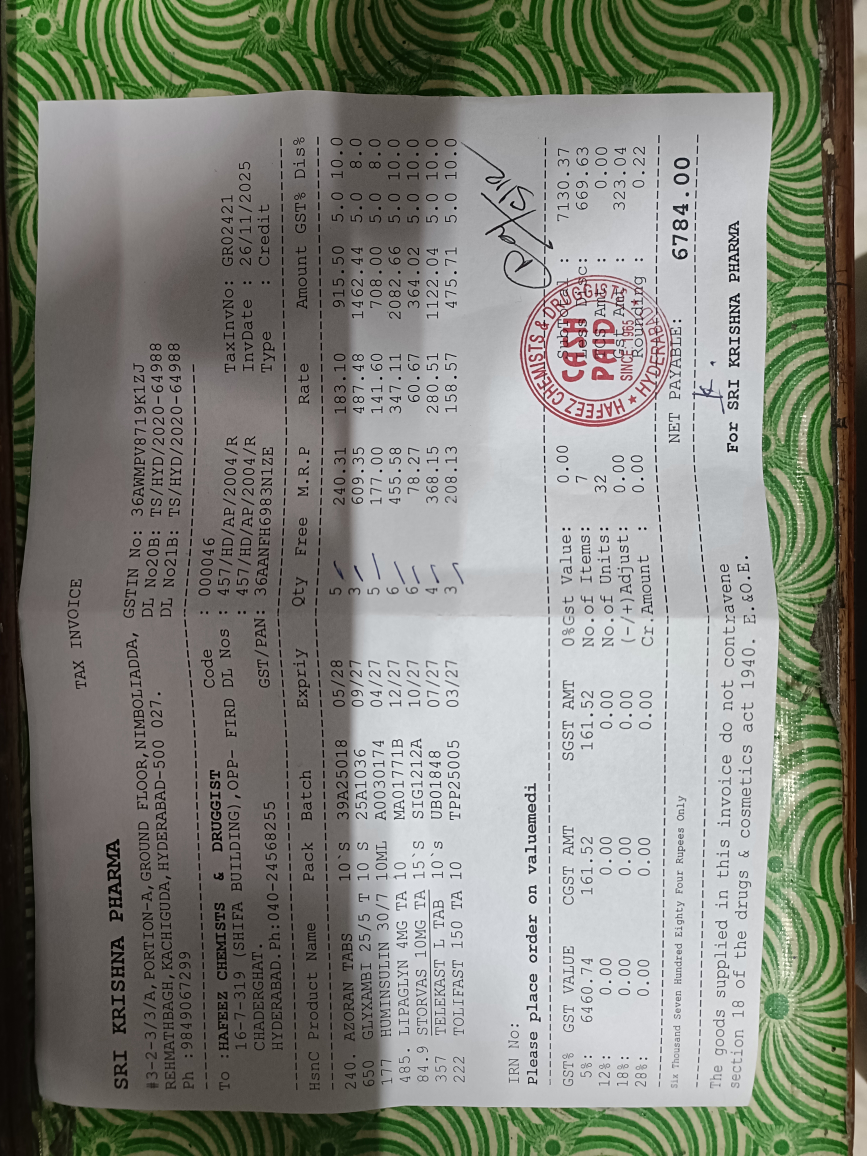 TAX INVOICE
SRI KRISHNA PHARMA
#3-2-3/3/A,PORTION-A,GROUND FLOOR,NIMBOLIADDA, GSTIN No: 36AWMPV8719K1ZJ
REHMATHBAGH,KACHIGUDA,HYDERABAD-500 027. DL No20B: TS/HYD/2020-64988
Ph :9849067299 DL No21B: TS/HYD/2020-64988
To :HAFEEZ CHEMISTS & DRUGGIST Code : 000046 TaxInvNo: GR02421
16-7-319 (SHIFA BUILDING),OPP- FIRD DL Nos : 457/HD/AP/2004/R InvDate : 26/11/2025
CHADERGHAT. : 457/HD/AP/2004/R Type : Credit
HYDERABAD.Ph:040-24568255 GST/PAN: 36AANFH6983N1ZE
HsnC Product Name Pack Batch Expriy Qty Free M.R.P Rate Amount GST% Dis%
240. AZORAN TABS 10`S 39A25018 05/28 5 240.31 183.10 915.50 5.0 10.0
650 GLYXAMBI 25/5 T 10 S 25A1036 09/27 3 609.35 487.48 1462.44 5.0 8.0
177 HUMINSULIN 30/7 10ML A0030174 04/27 5 177.00 141.60 708.00 5.0 8.0
485. LIPAGLYN 4MG TA 10 MA01771B 12/27 6 455.58 347.11 2082.66 5.0 10.0
84.9 STORVAS 10MG TA 15`S SIG1212A 10/27 6 78.27 60.67 364.02 5.0 10.0
357 TELEKAST L TAB 10`s UB01848 07/27 4 368.15 280.51 1122.04 5.0 10.0
222 TOLIFAST 150 TA 10 TPP25005 03/27 3 208.13 158.57 475.71 5.0 10.0
IRN No:
Please place order on valuemedi
GST% GST VALUE CGST AMT SGST AMT 0%Gst Value: 0.00 SubTotal : 7130.37
5%: 6460.74 161.52 161.52 No.of Items: 7 Less Disc: 669.63
12%: 0.00 0.00 0.00 No.of Units: 32 Amt : 0.00
18%: 0.00 0.00 0.00 (-/+)Adjust: 0.00 Gst Amt : 323.04
28%: 0.00 0.00 0.00 Cr.Amount : 0.00 Rounding : 0.22
HAFEEZ CHEMISTS & DRUGGISTS
CASH
PAID
SINCE 1965
★ HYDERABAD ★
NET PAYABLE: 6784.00
Six Thousand Seven Hundred Eighty Four Rupees Only
The goods supplied in this invoice do not contravene
section 18 of the drugs & cosmetics act 1940. E.&O.E.
For SRI KRISHNA PHARMA